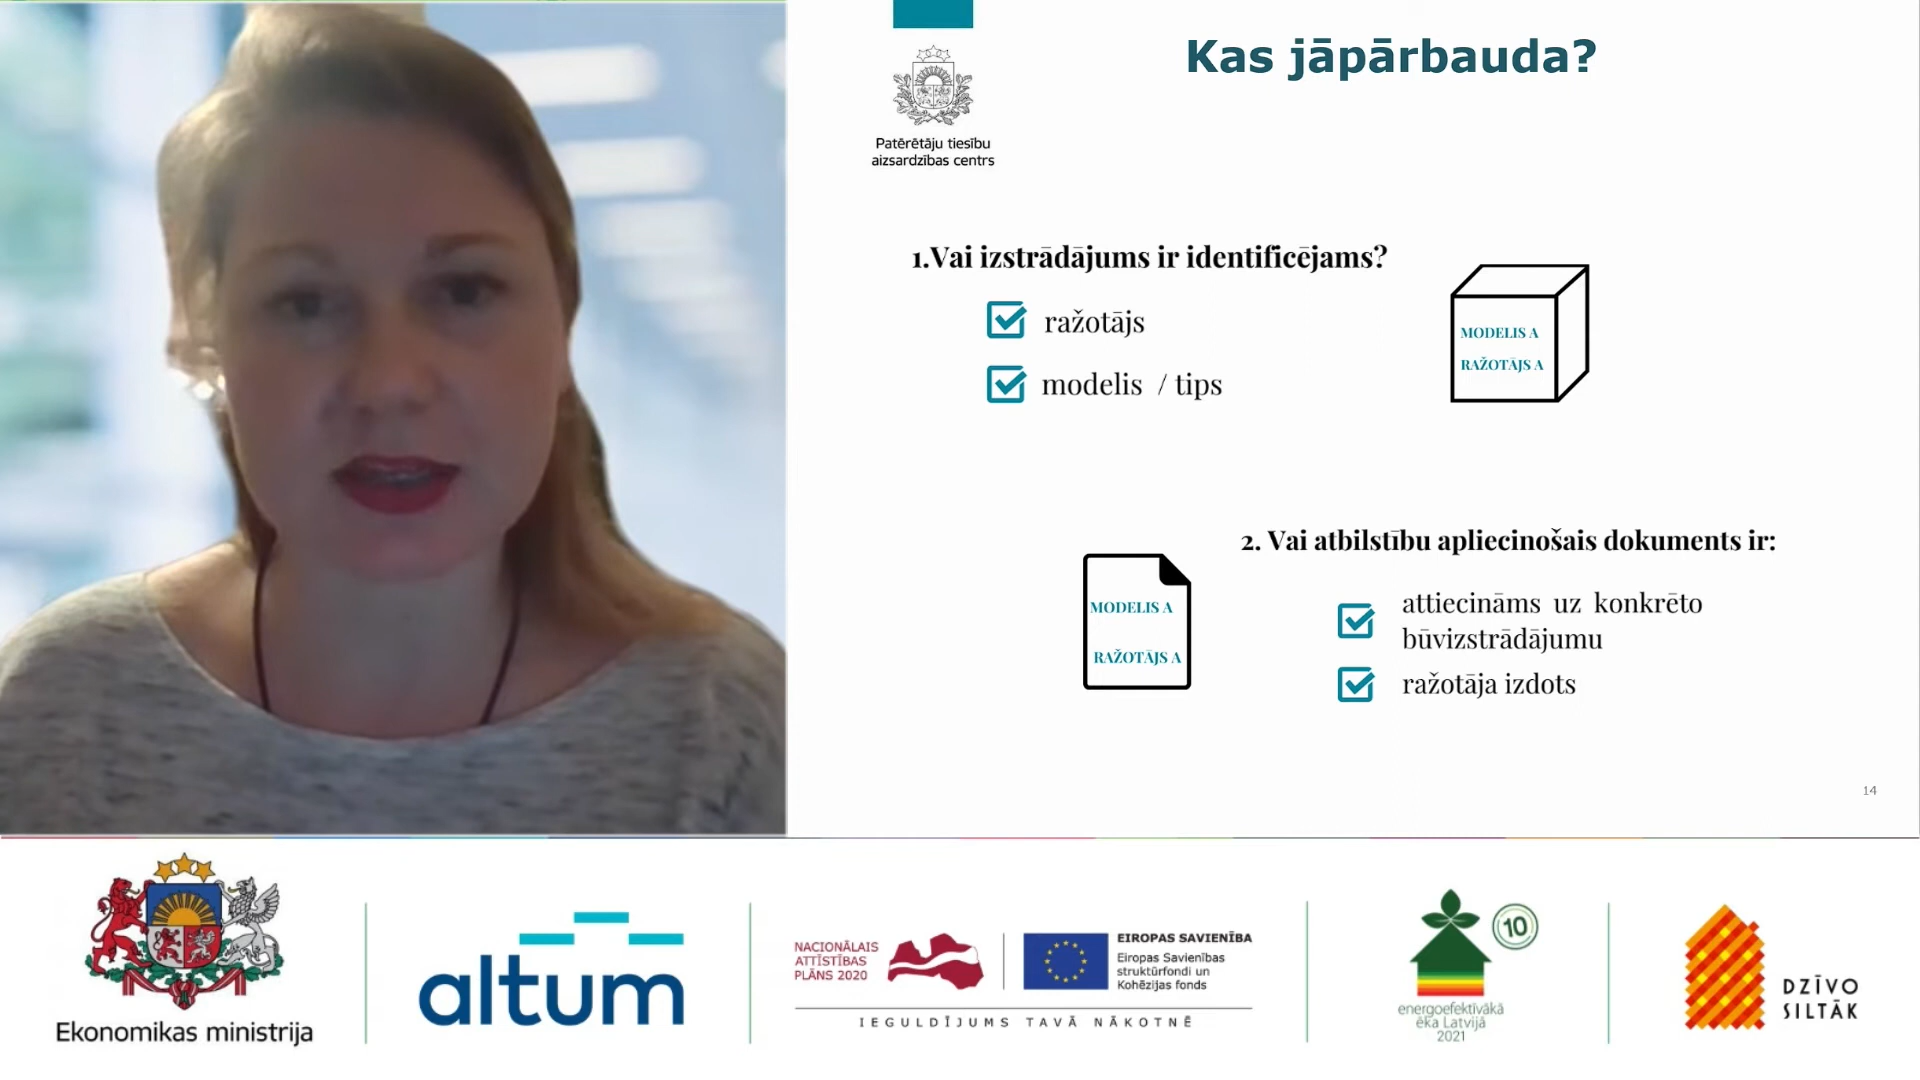 Kas jāpārbauda?
Patērētāju tiesību
aizsardzības centrs
1.Vai izstrādājums ir identificējams?
ražotājs
modelis / tips
MODELIS A
RAŽOTĀJS A
2. Vai atbilstību apliecinošais dokuments ir:
attiecināms uz konkrēto
būvizstrādājumu
ražotāja izdots
MODELIS A
RAŽOTĀJS A
14
Ekonomikas ministrija
altum
NACIONĀLAIS
ATTĪSTĪBAS
PLĀNS 2020
EIROPAS SAVIENĪBA
Eiropas Savienības
struktūrfondi un
Kohēzijas fonds
IEGULDĪJUMS TAVĀ NĀKOTNĒ
10
energoefektīvākā
ēka Latvijā
2021
DZĪVO
SILTĀK